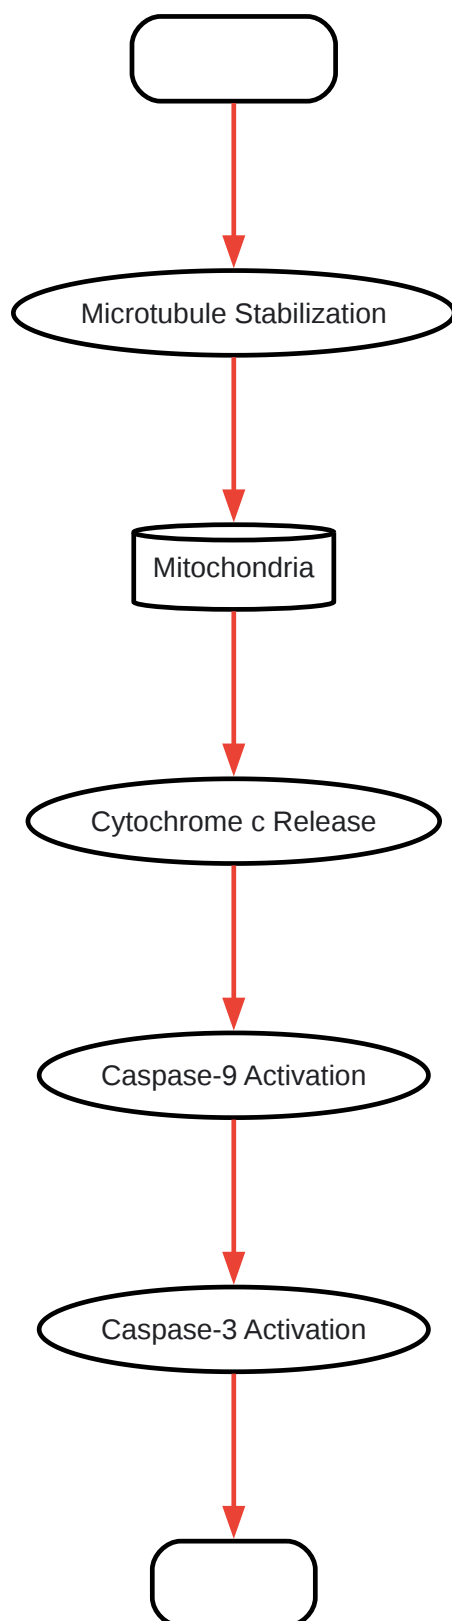 Microtubule Stabilization
Mitochondria
Cytochrome c Release
Caspase-9 Activation
Caspase-3 Activation